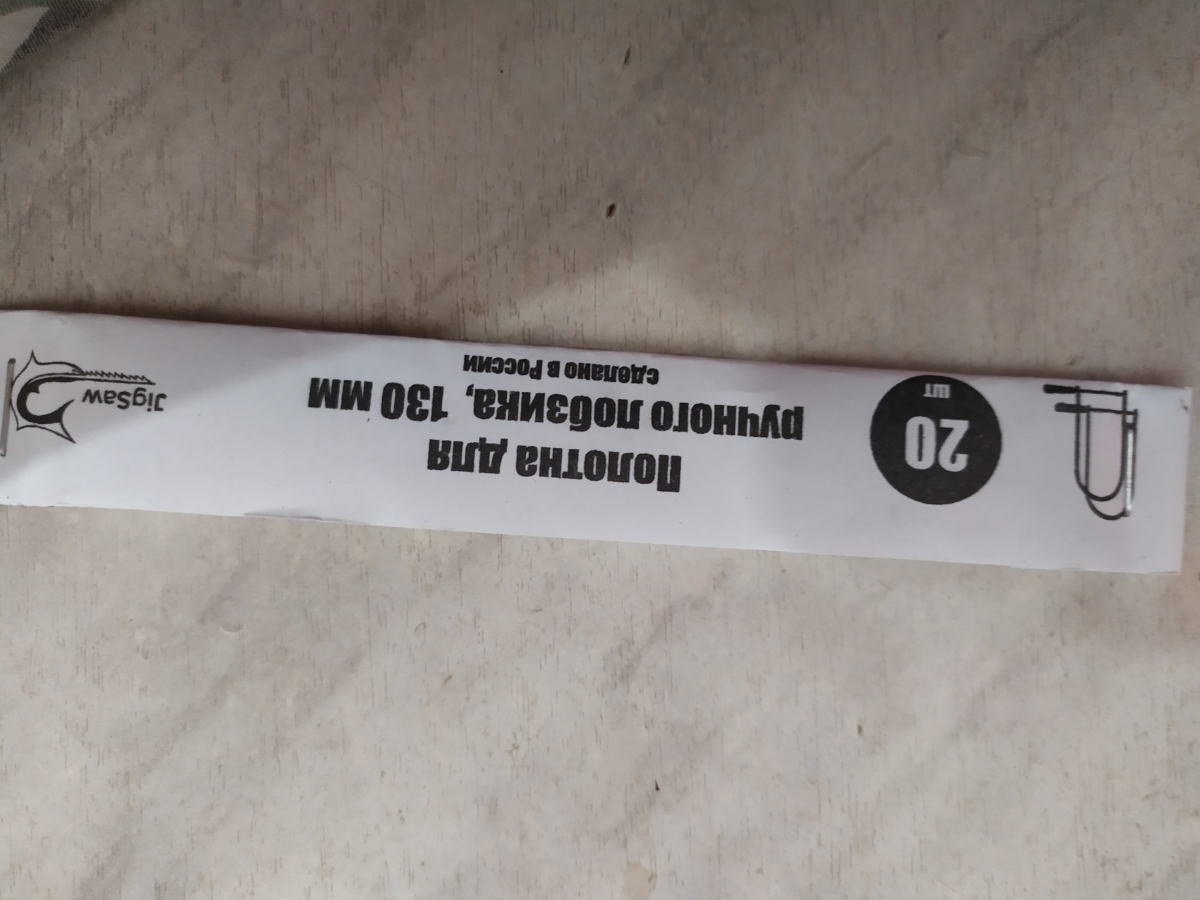 20
шт
Полотна для
ручного лобзика, 130 мм
сделано в России
JigSaw